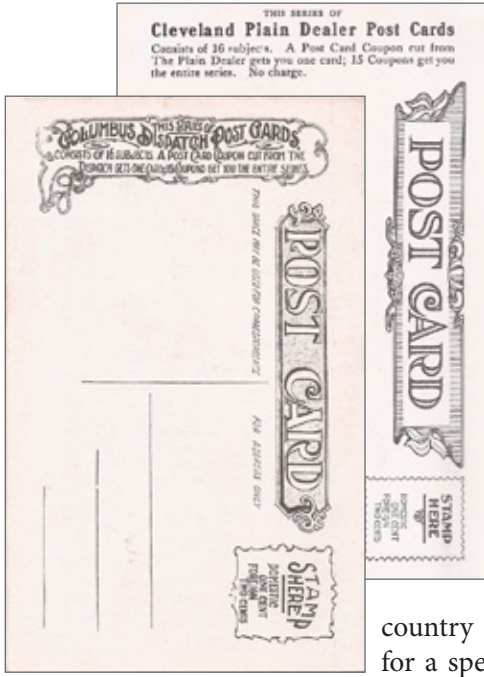 THIS SERIES OF
Cleveland Plain Dealer Post Cards
Consists of 16 subjects. A Post Card Coupon cut from
The Plain Dealer gets you one card; 15 Coupons get you
the entire series. No charge.
POST CARD
STAMP
HERE
DOMESTIC
ONE CENT
FOREIGN
TWO CENTS
THIS SERIES OF
COLUMBUS DISPATCH POST CARDS
CONSISTS OF 16 SUBJECTS. A POST CARD COUPON CUT FROM THE
DISPATCH GETS ONE CARD; 15 COUPONS GET YOU THE ENTIRE SERIES.
THIS SPACE MAY BE USED FOR CORRESPONDENCE
FOR ADDRESS ONLY
POST CARD
STAMP
HERE
DOMESTIC
ONE CENT
FOREIGN
TWO CENTS
country
for a spe